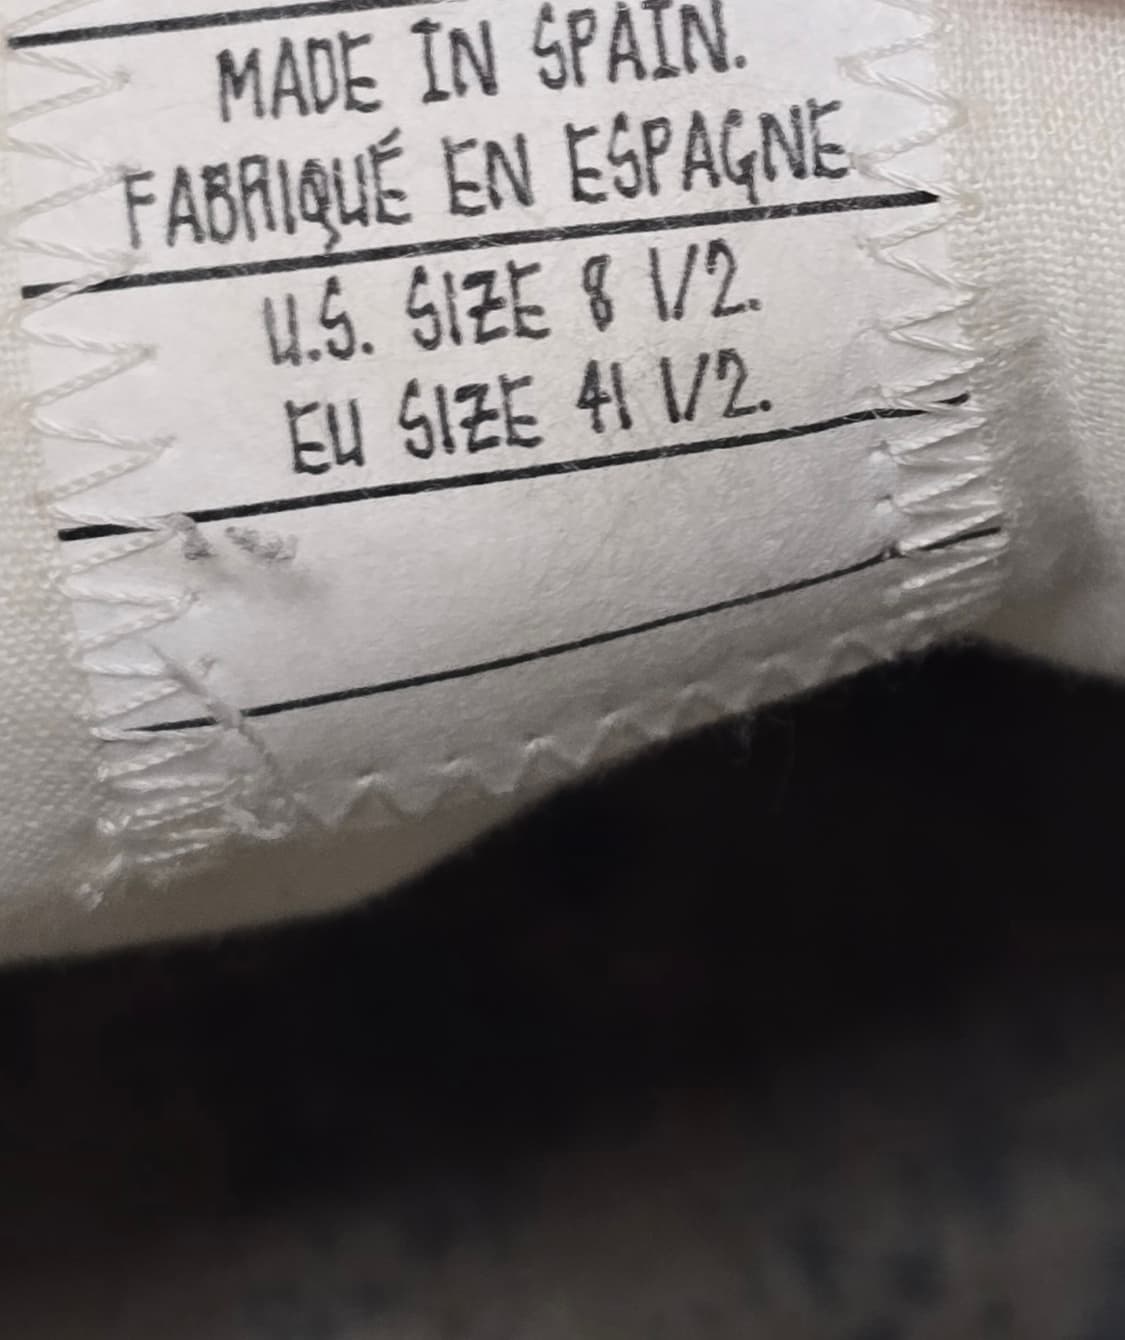 MADE IN SPAIN.
FABRIQUÉ EN ESPAGNE
U.S. SIZE 8 1/2.
EU SIZE 41 1/2.